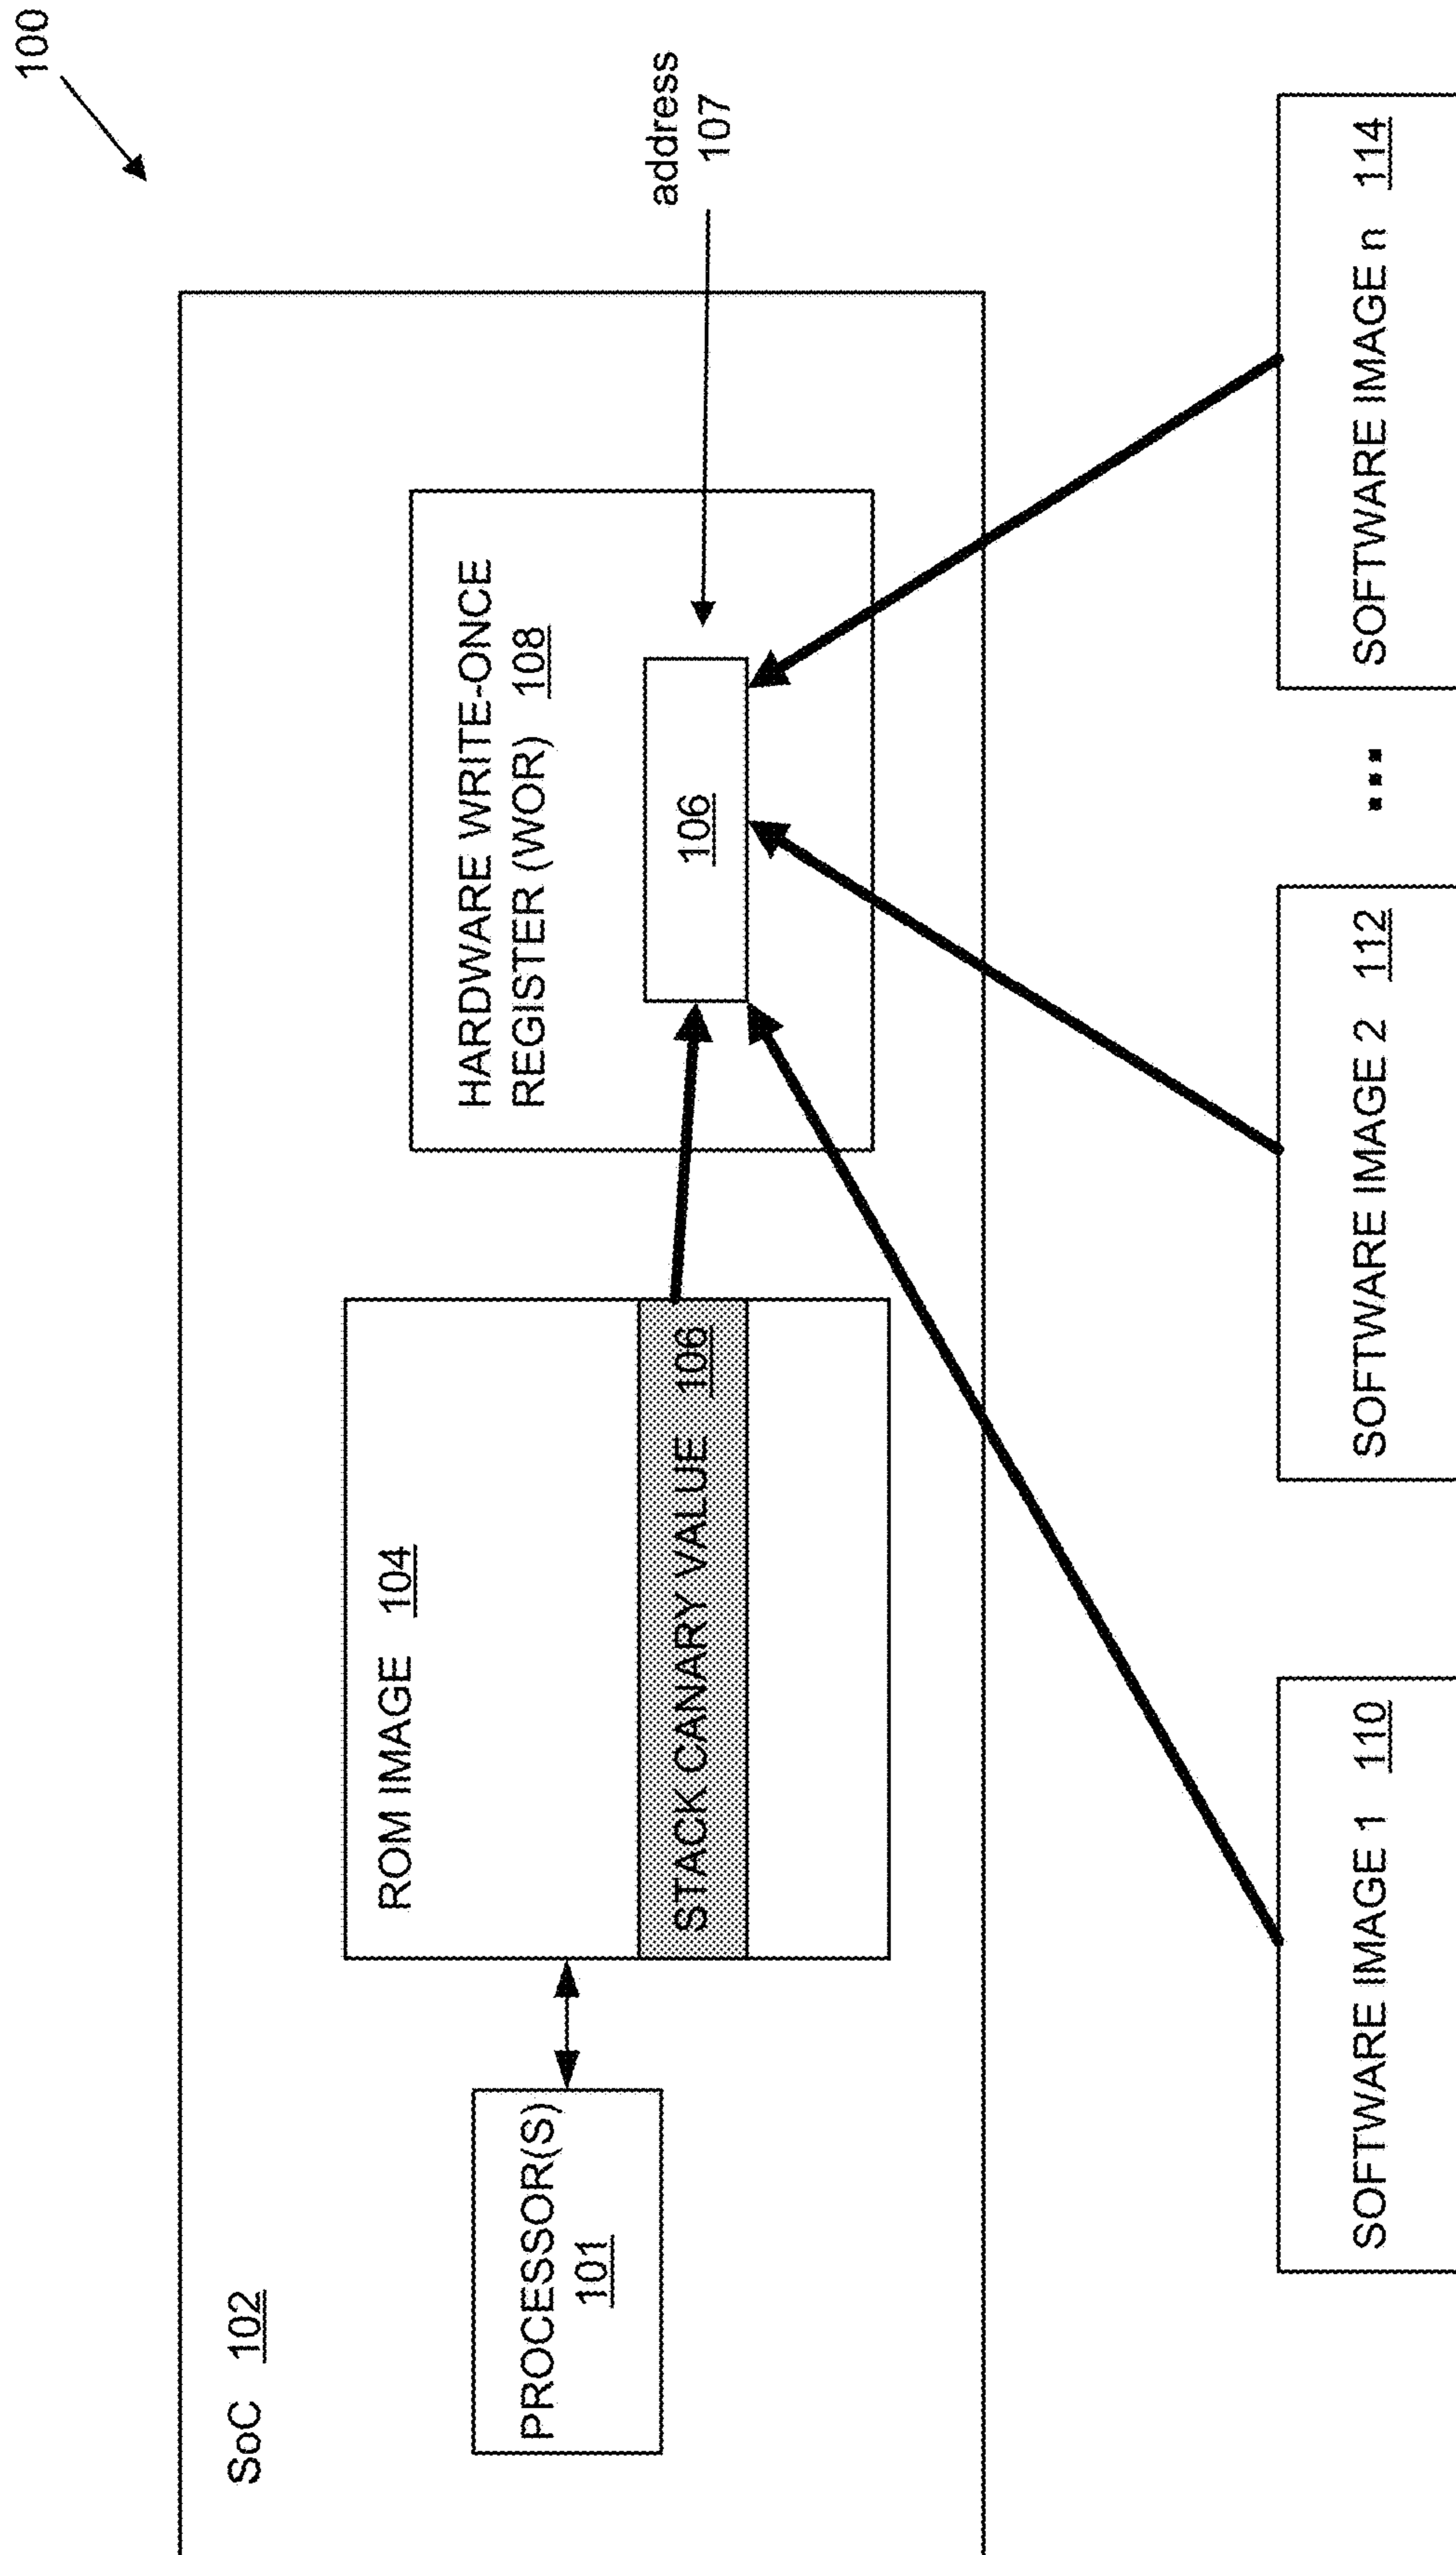 100
SoC 102
PROCESSOR(S)
101
ROM IMAGE 104
STACK CANARY VALUE 106
HARDWARE WRITE-ONCE
REGISTER (WOR) 108
106
address
107
SOFTWARE IMAGE 1 110
SOFTWARE IMAGE 2 112
...
SOFTWARE IMAGE n 114